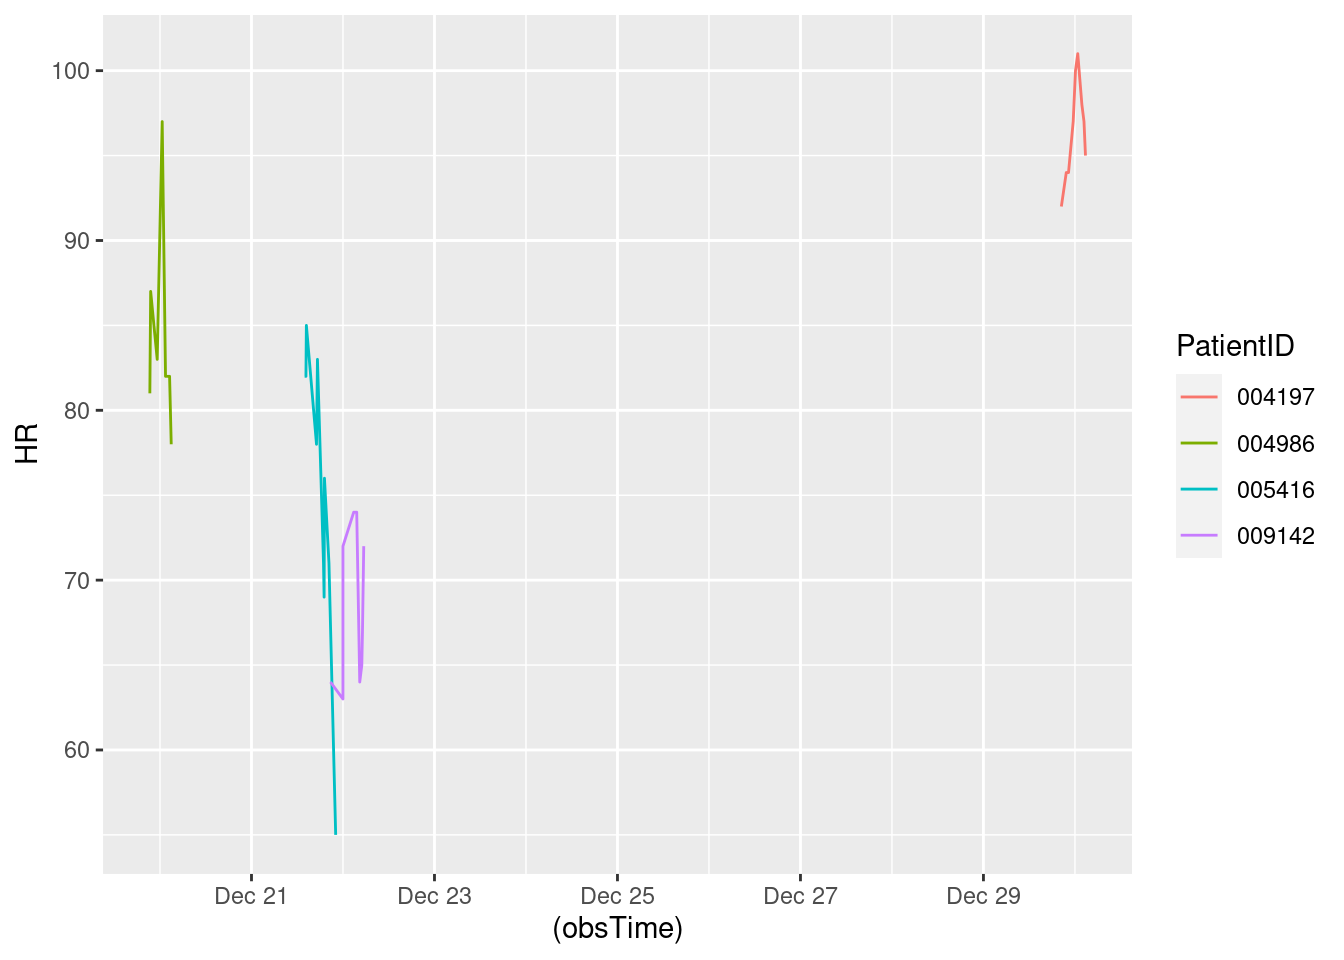 100
90
80
70
60
HR
Dec 21
Dec 23
Dec 25
Dec 27
Dec 29
(obsTime)
PatientID
004197
004986
005416
009142